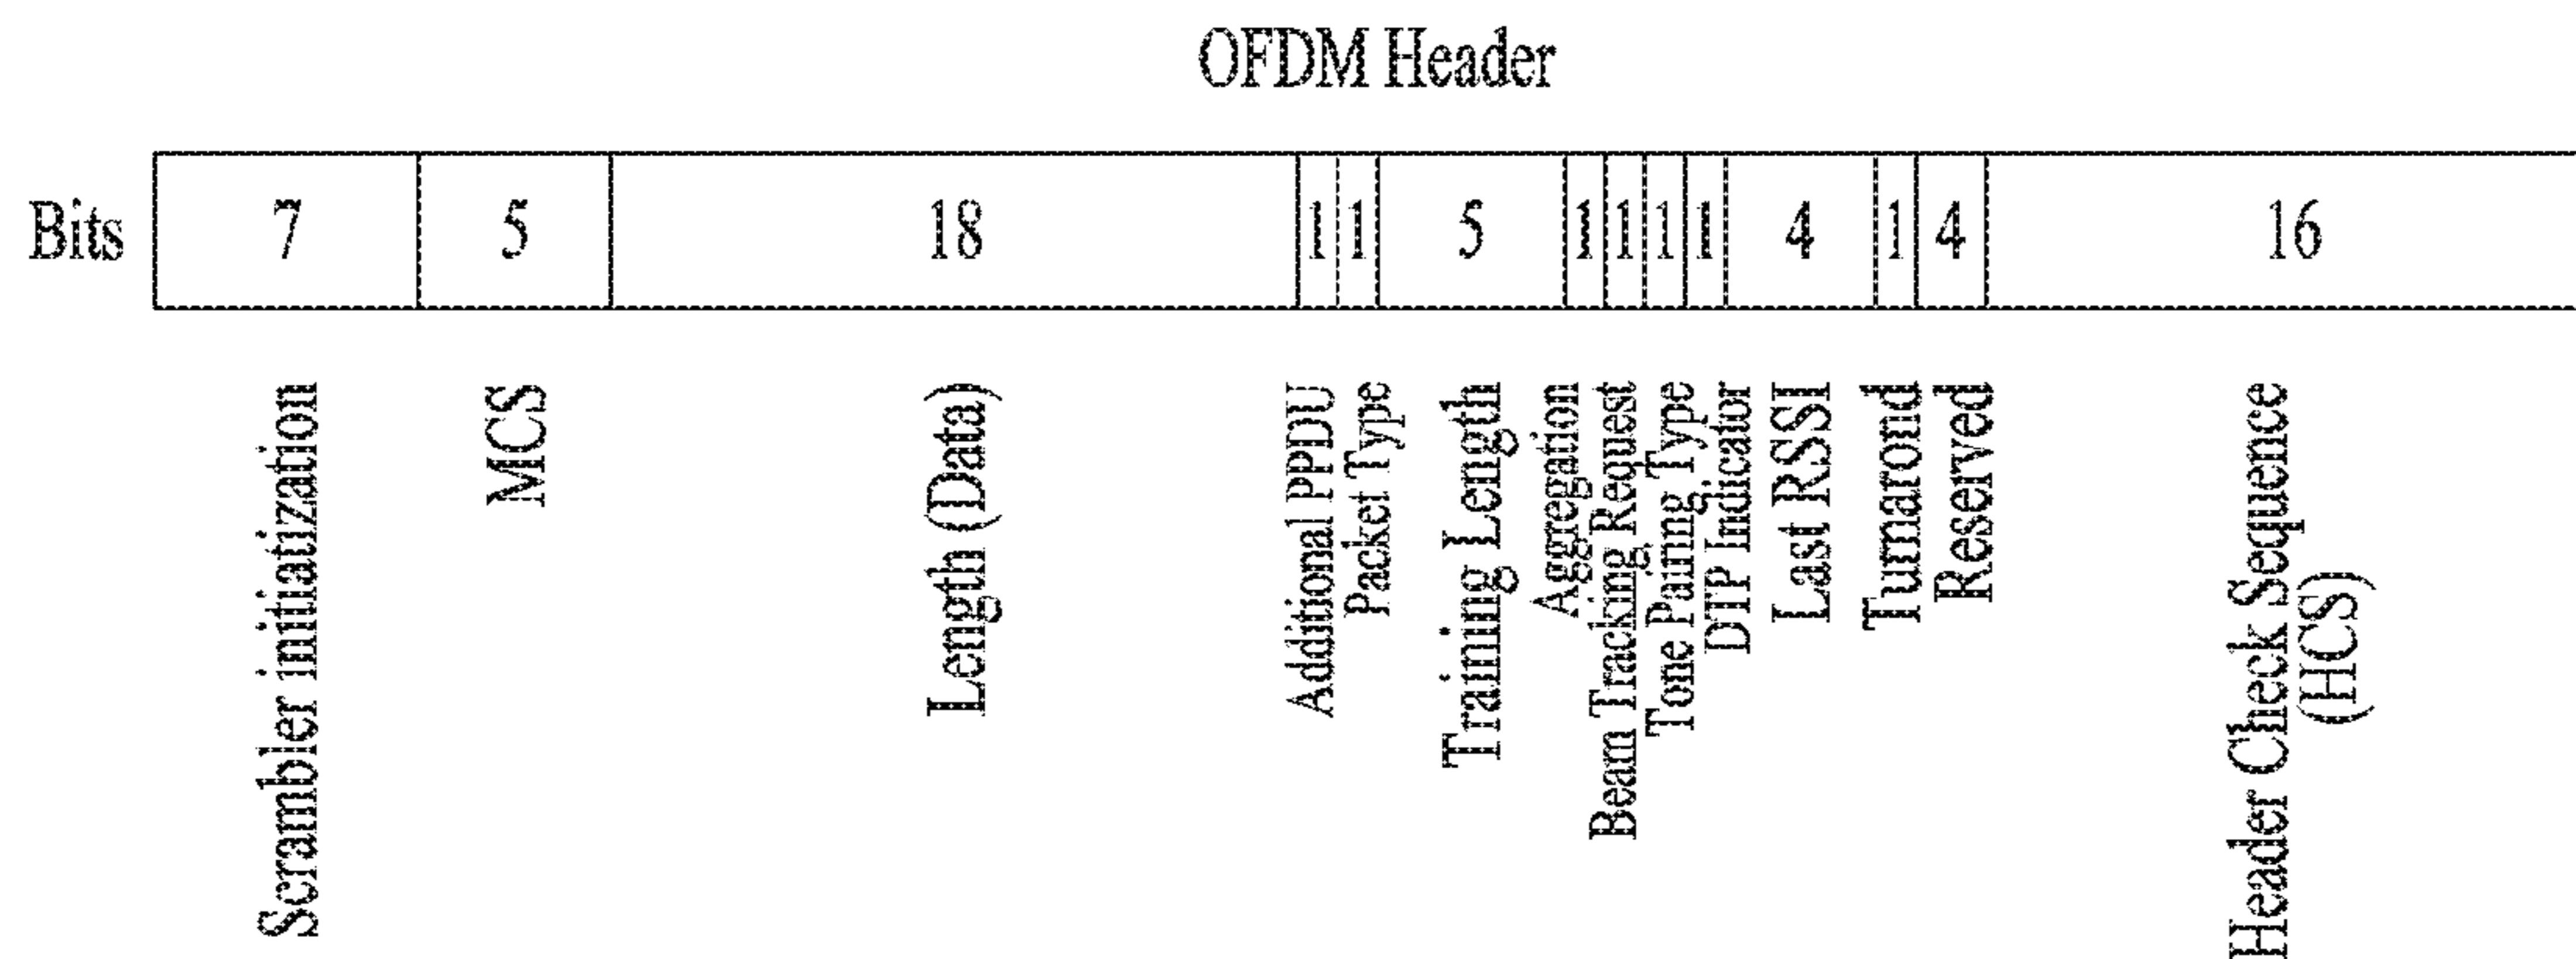 OFDM Header
Bits 7 5 18 1 1 5 1 1 1 1 4 1 4 16
Scrambler initiatization
MCS
Length (Data)
Additional PPDU
Packet Type
Training Length
Aggregation
Beam Tracking Request
Tone Pairing Type
DTP Indicator
Last RSSI
Turnarond
Reserved
Header Check Sequence
(HCS)